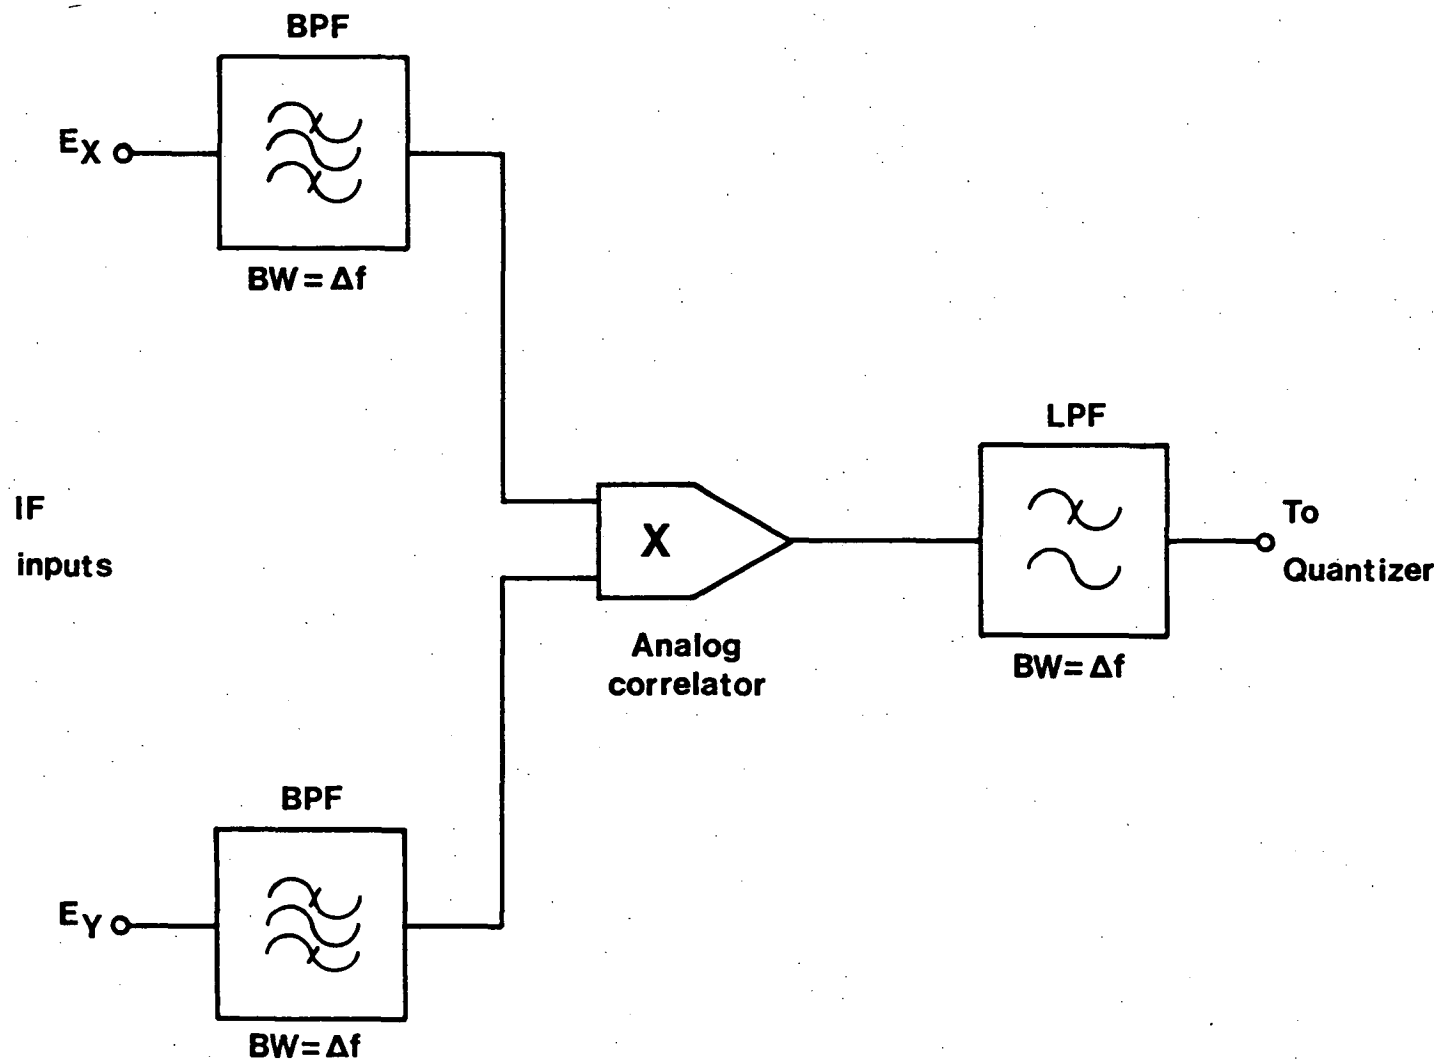 BPF
EX
BW = Δf
IF
inputs
X
Analog
correlator
LPF
BW= Δf
To
Quantizer
BPF
EY
BW = Δf